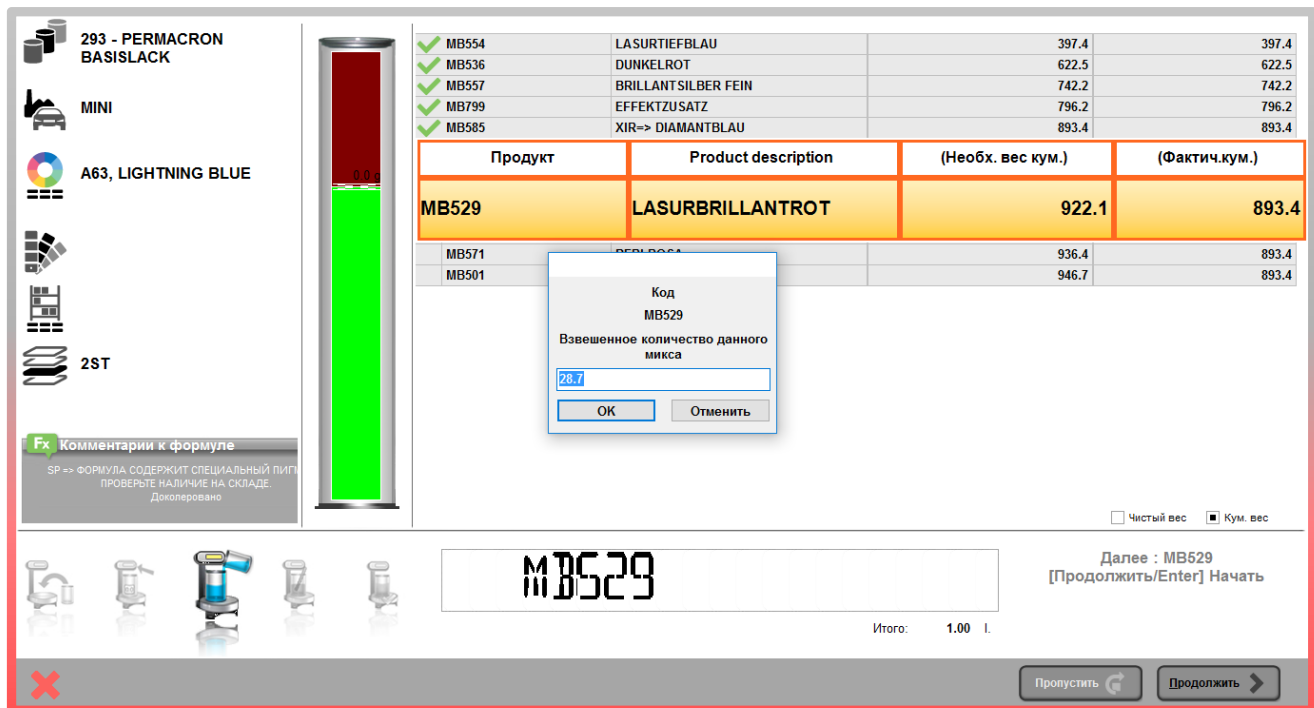 293 - PERMACRON
BASISLACK
MINI
A63, LIGHTNING BLUE
2ST
Fx Комментарии к формуле
SP => ФОРМУЛА СОДЕРЖИТ СПЕЦИАЛЬНЫЙ
ПРОВЕРЬТЕ НАЛИЧИЕ НА СКЛАДЕ.
Доколеровано
0.0 g
MB554 LASURTIEFBLAU 397.4 397.4
MB536 DUNKELROT 622.5 622.5
MB557 BRILLANTSILBER FEIN 742.2 742.2
MB799 EFFEKTZUSATZ 796.2 796.2
MB585 XIR=> DIAMANTBLAU 893.4 893.4
Продукт Product description (Необх. вес кум.) (Фактич.кум.)
MB529 LASURBRILLANTROT 922.1 893.4
MB571 936.4 893.4
MB501 946.7 893.4
Код
MB529
Взвешенное количество данного
микса
28.7
OK Отменить
Чистый вес Кум. вес
MB529
Далее : MB529
[Продолжить/Enter] Начать
Итого: 1.00 l.
Пропустить Продолжить